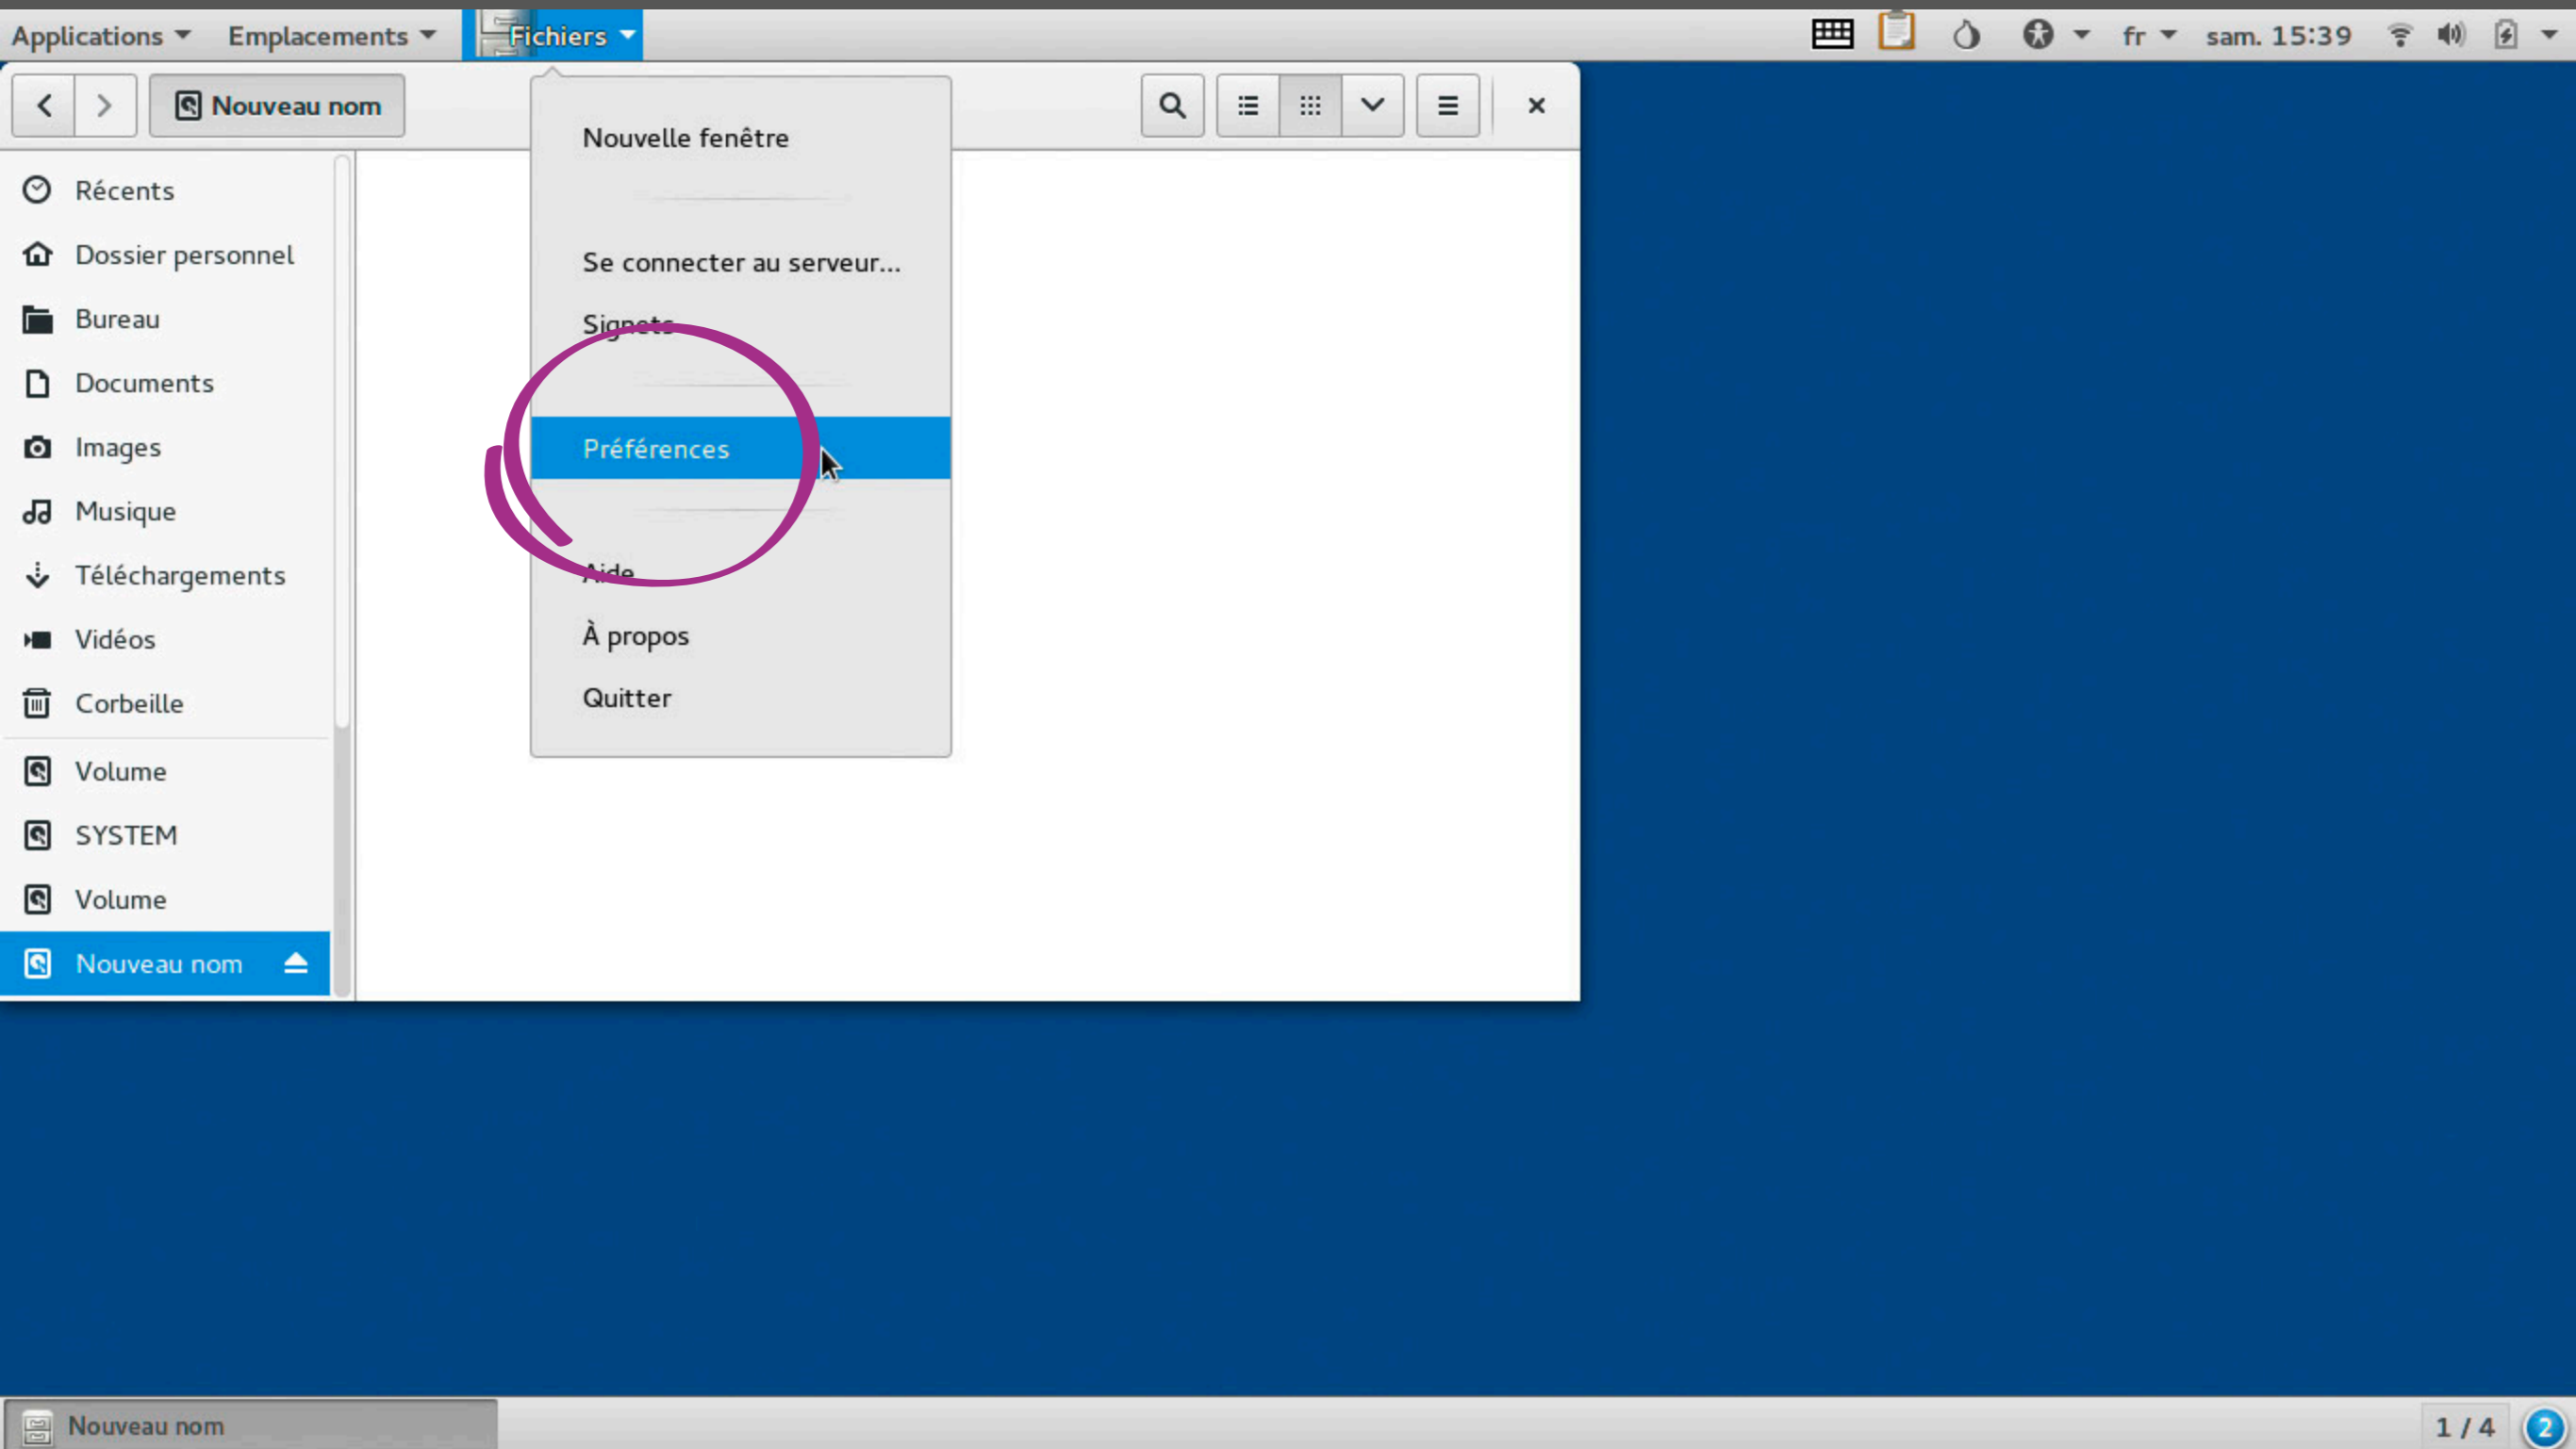 Applications Emplacements Fichiers fr sam. 15:39
Nouveau nom
Nouvelle fenêtre
Se connecter au serveur...
Signets
Préférences
Aide
À propos
Quitter
Récents
Dossier personnel
Bureau
Documents
Images
Musique
Téléchargements
Vidéos
Corbeille
Volume
SYSTEM
Volume
Nouveau nom
Nouveau nom 1 / 4 2